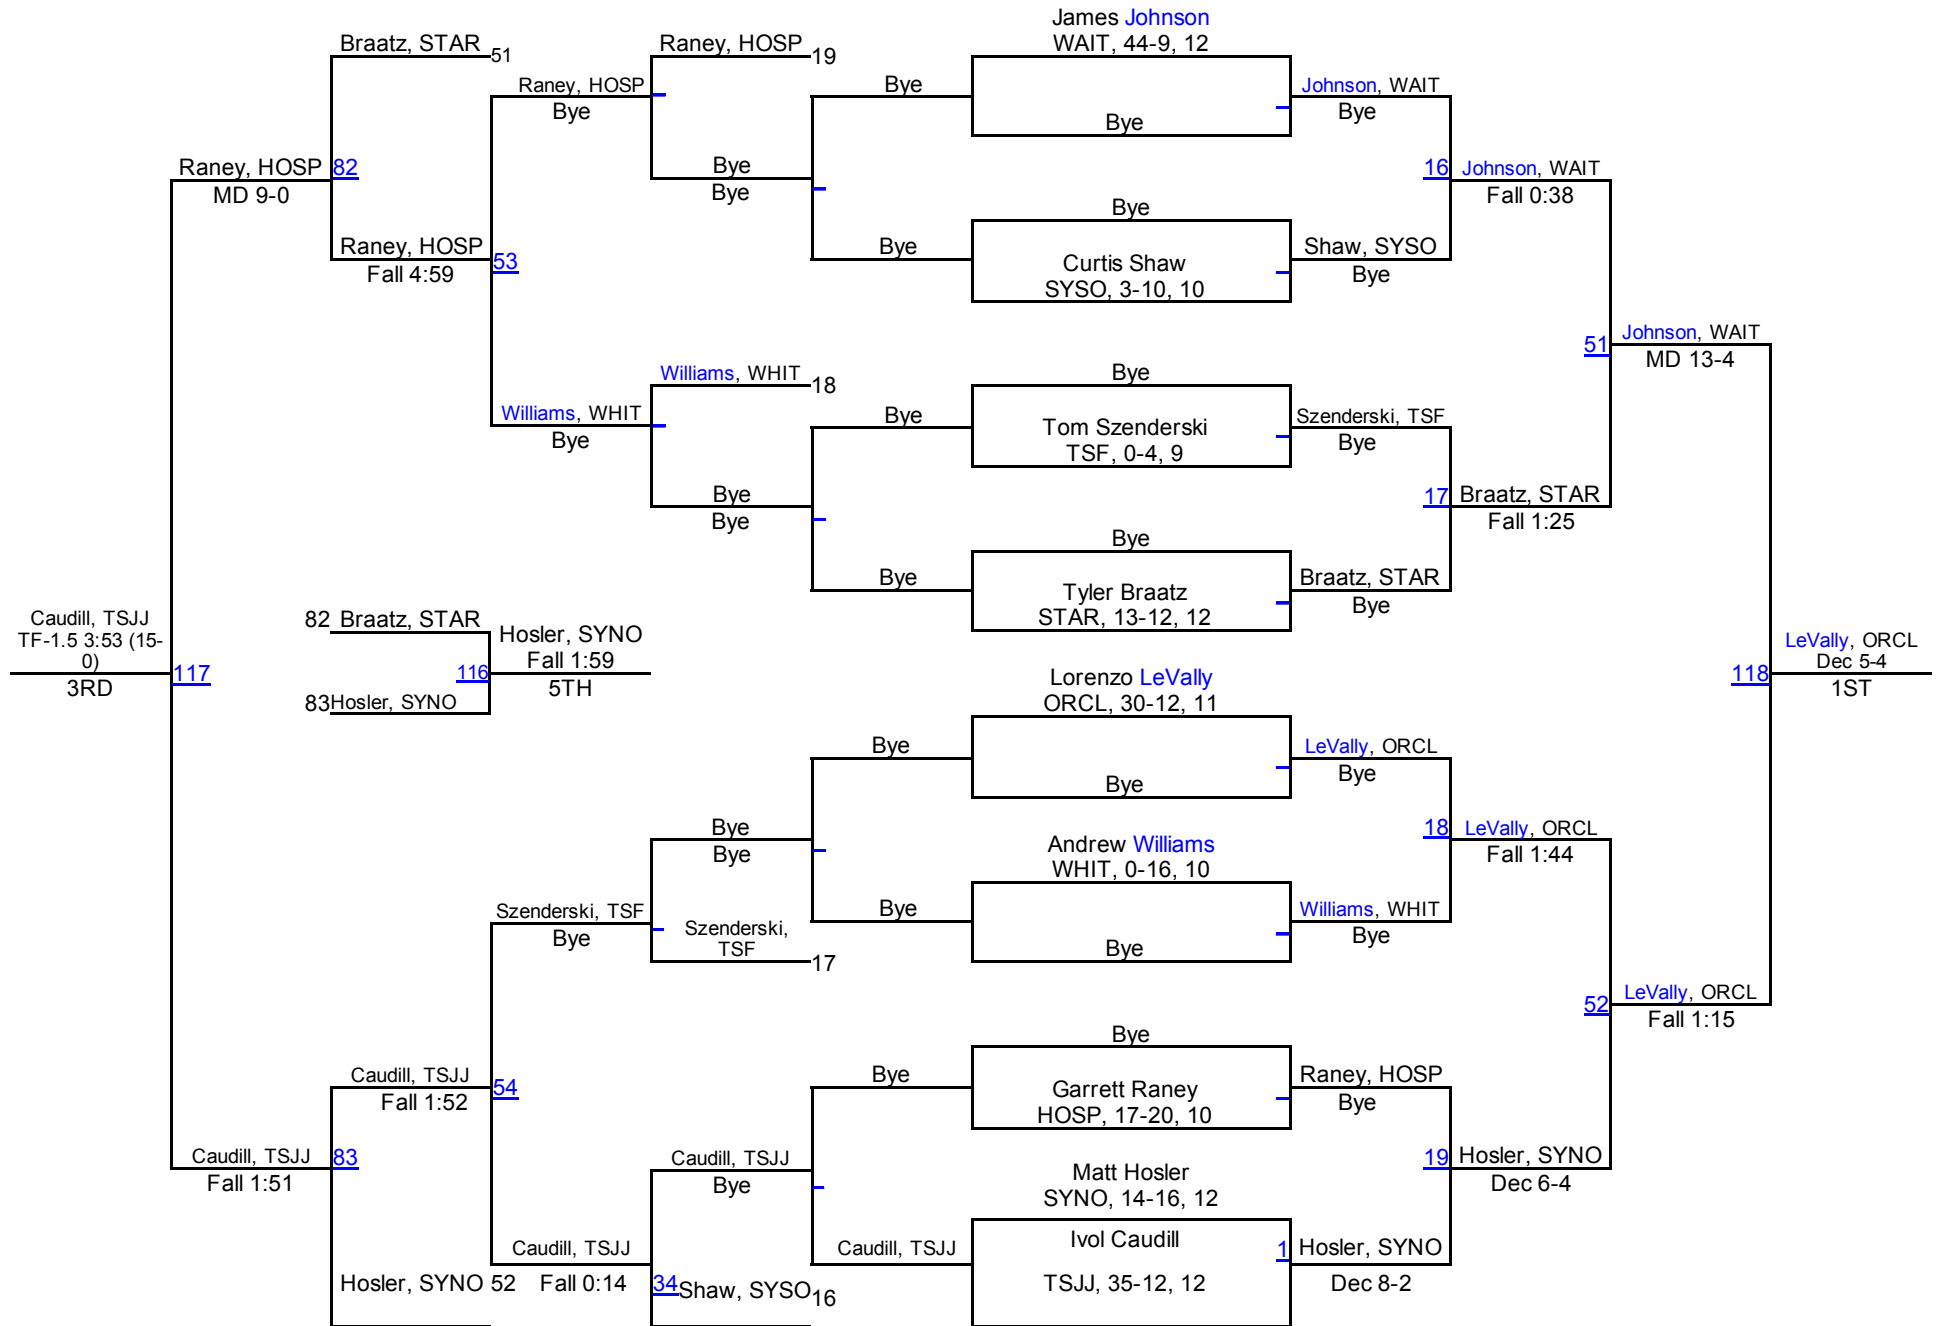 James Johnson
WAIT, 44-9, 12
Braatz, STAR
51
Raney, HOSP
19
Raney, HOSP
Bye
Bye
Bye
Johnson, WAIT
Bye
Raney, HOSP
MD 9-0
82
Bye
Bye
16
Johnson, WAIT
Fall 0:38
Raney, HOSP
Fall 4:59
53
Bye
Bye
Curtis Shaw
SYSO, 3-10, 10
Shaw, SYSO
Bye
51
Johnson, WAIT
MD 13-4
Williams, WHIT
18
Bye
Williams, WHIT
Bye
Bye
Tom Szenderski
TSF, 0-4, 9
Szenderski, TSF
Bye
Bye
Bye
17
Braatz, STAR
Fall 1:25
Bye
Bye
Tyler Braatz
STAR, 13-12, 12
Braatz, STAR
Bye
Caudill, TSJJ
TF-1.5 3:53 (15-
0)
3RD
117
82 Braatz, STAR
83 Hosler, SYNO
116
Hosler, SYNO
Fall 1:59
5TH
118
LeVally, ORCL
Dec 5-4
1ST
Lorenzo LeVally
ORCL, 30-12, 11
Bye
Bye
LeVally, ORCL
Bye
Bye
Bye
Andrew Williams
WHIT, 0-16, 10
18
LeVally, ORCL
Fall 1:44
Szenderski, TSF
Bye
Szenderski,
TSF
17
Bye
Bye
Williams, WHIT
Bye
52
LeVally, ORCL
Fall 1:15
Bye
Caudill, TSJJ
Fall 1:52
54
Bye
Garrett Raney
HOSP, 17-20, 10
Raney, HOSP
Bye
Caudill, TSJJ
Fall 1:51
83
Caudill, TSJJ
Bye
Matt Hosler
SYNO, 14-16, 12
19
Hosler, SYNO
Dec 6-4
Caudill, TSJJ
Fall 0:14
Caudill, TSJJ
Ivol Caudill
TSJJ, 35-12, 12
1
Hosler, SYNO
Dec 8-2
Hosler, SYNO 52
34
Shaw, SYSO
16